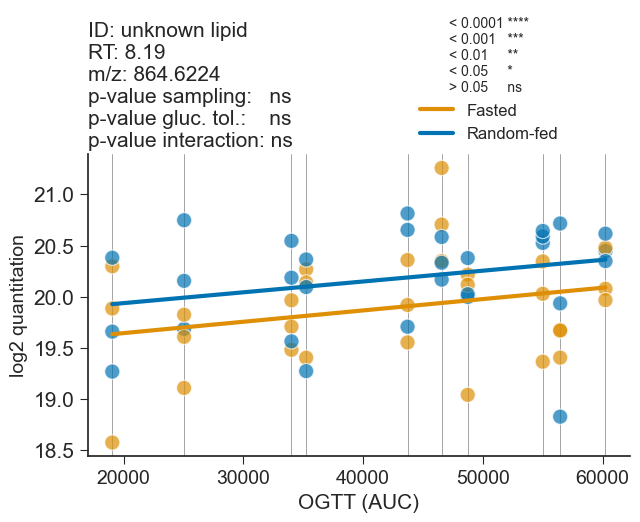 ID: unknown lipid
RT: 8.19
m/z: 864.6224
p-value sampling: ns
p-value gluc. tol.: ns
p-value interaction: ns
< 0.0001 ****
< 0.001 ***
< 0.01 **
< 0.05 *
> 0.05 ns
Fasted
Random-fed
log2 quantitation
21.0
20.5
20.0
19.5
19.0
18.5
20000 30000 40000 50000 60000
OGTT (AUC)